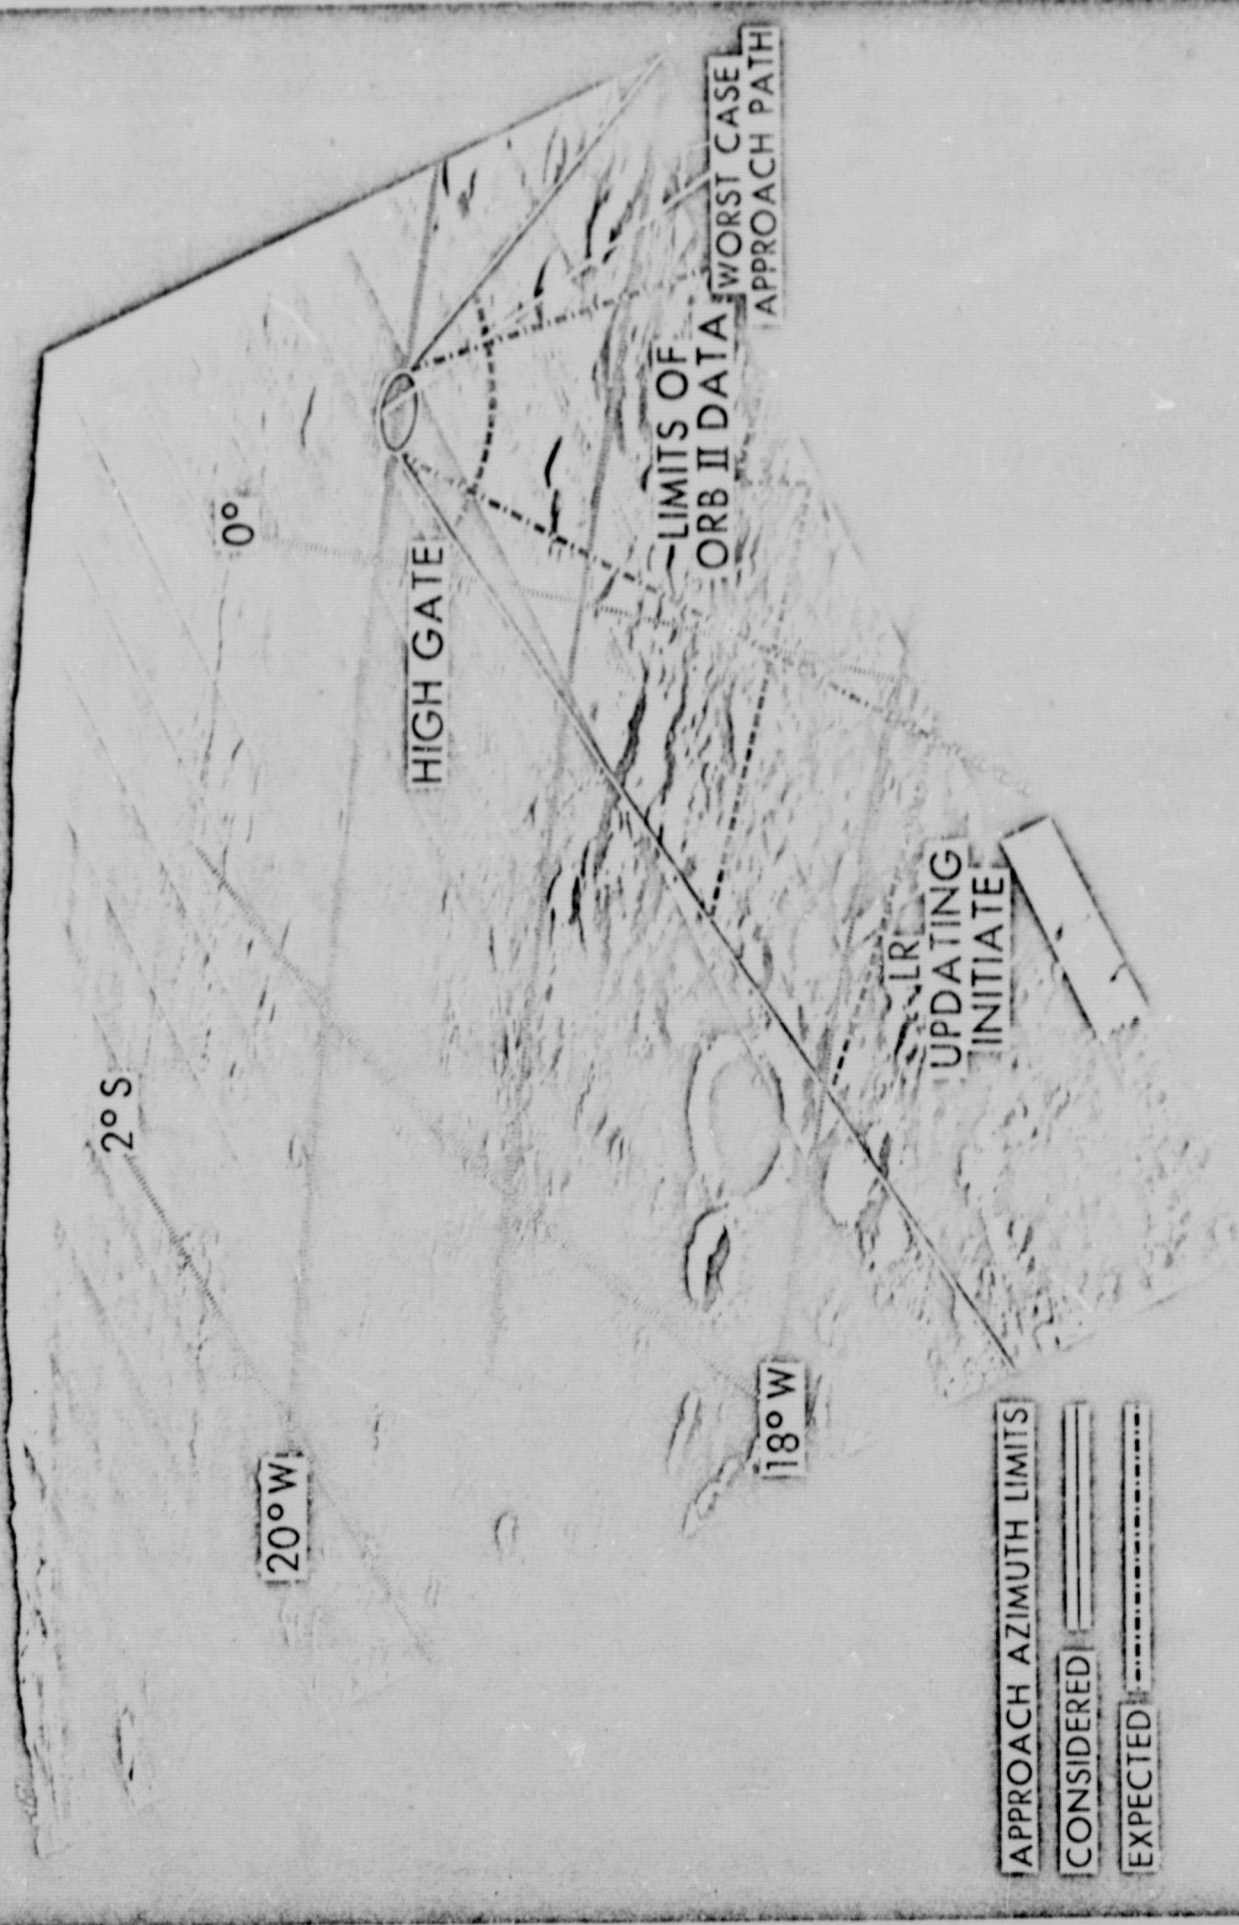 2° S
0°
20° W
HIGH GATE
LIMITS OF
ORB II DATA
WORST CASE
APPROACH PATH
18° W
LR
UPDATING
INITIATE
APPROACH AZIMUTH LIMITS
CONSIDERED
EXPECTED